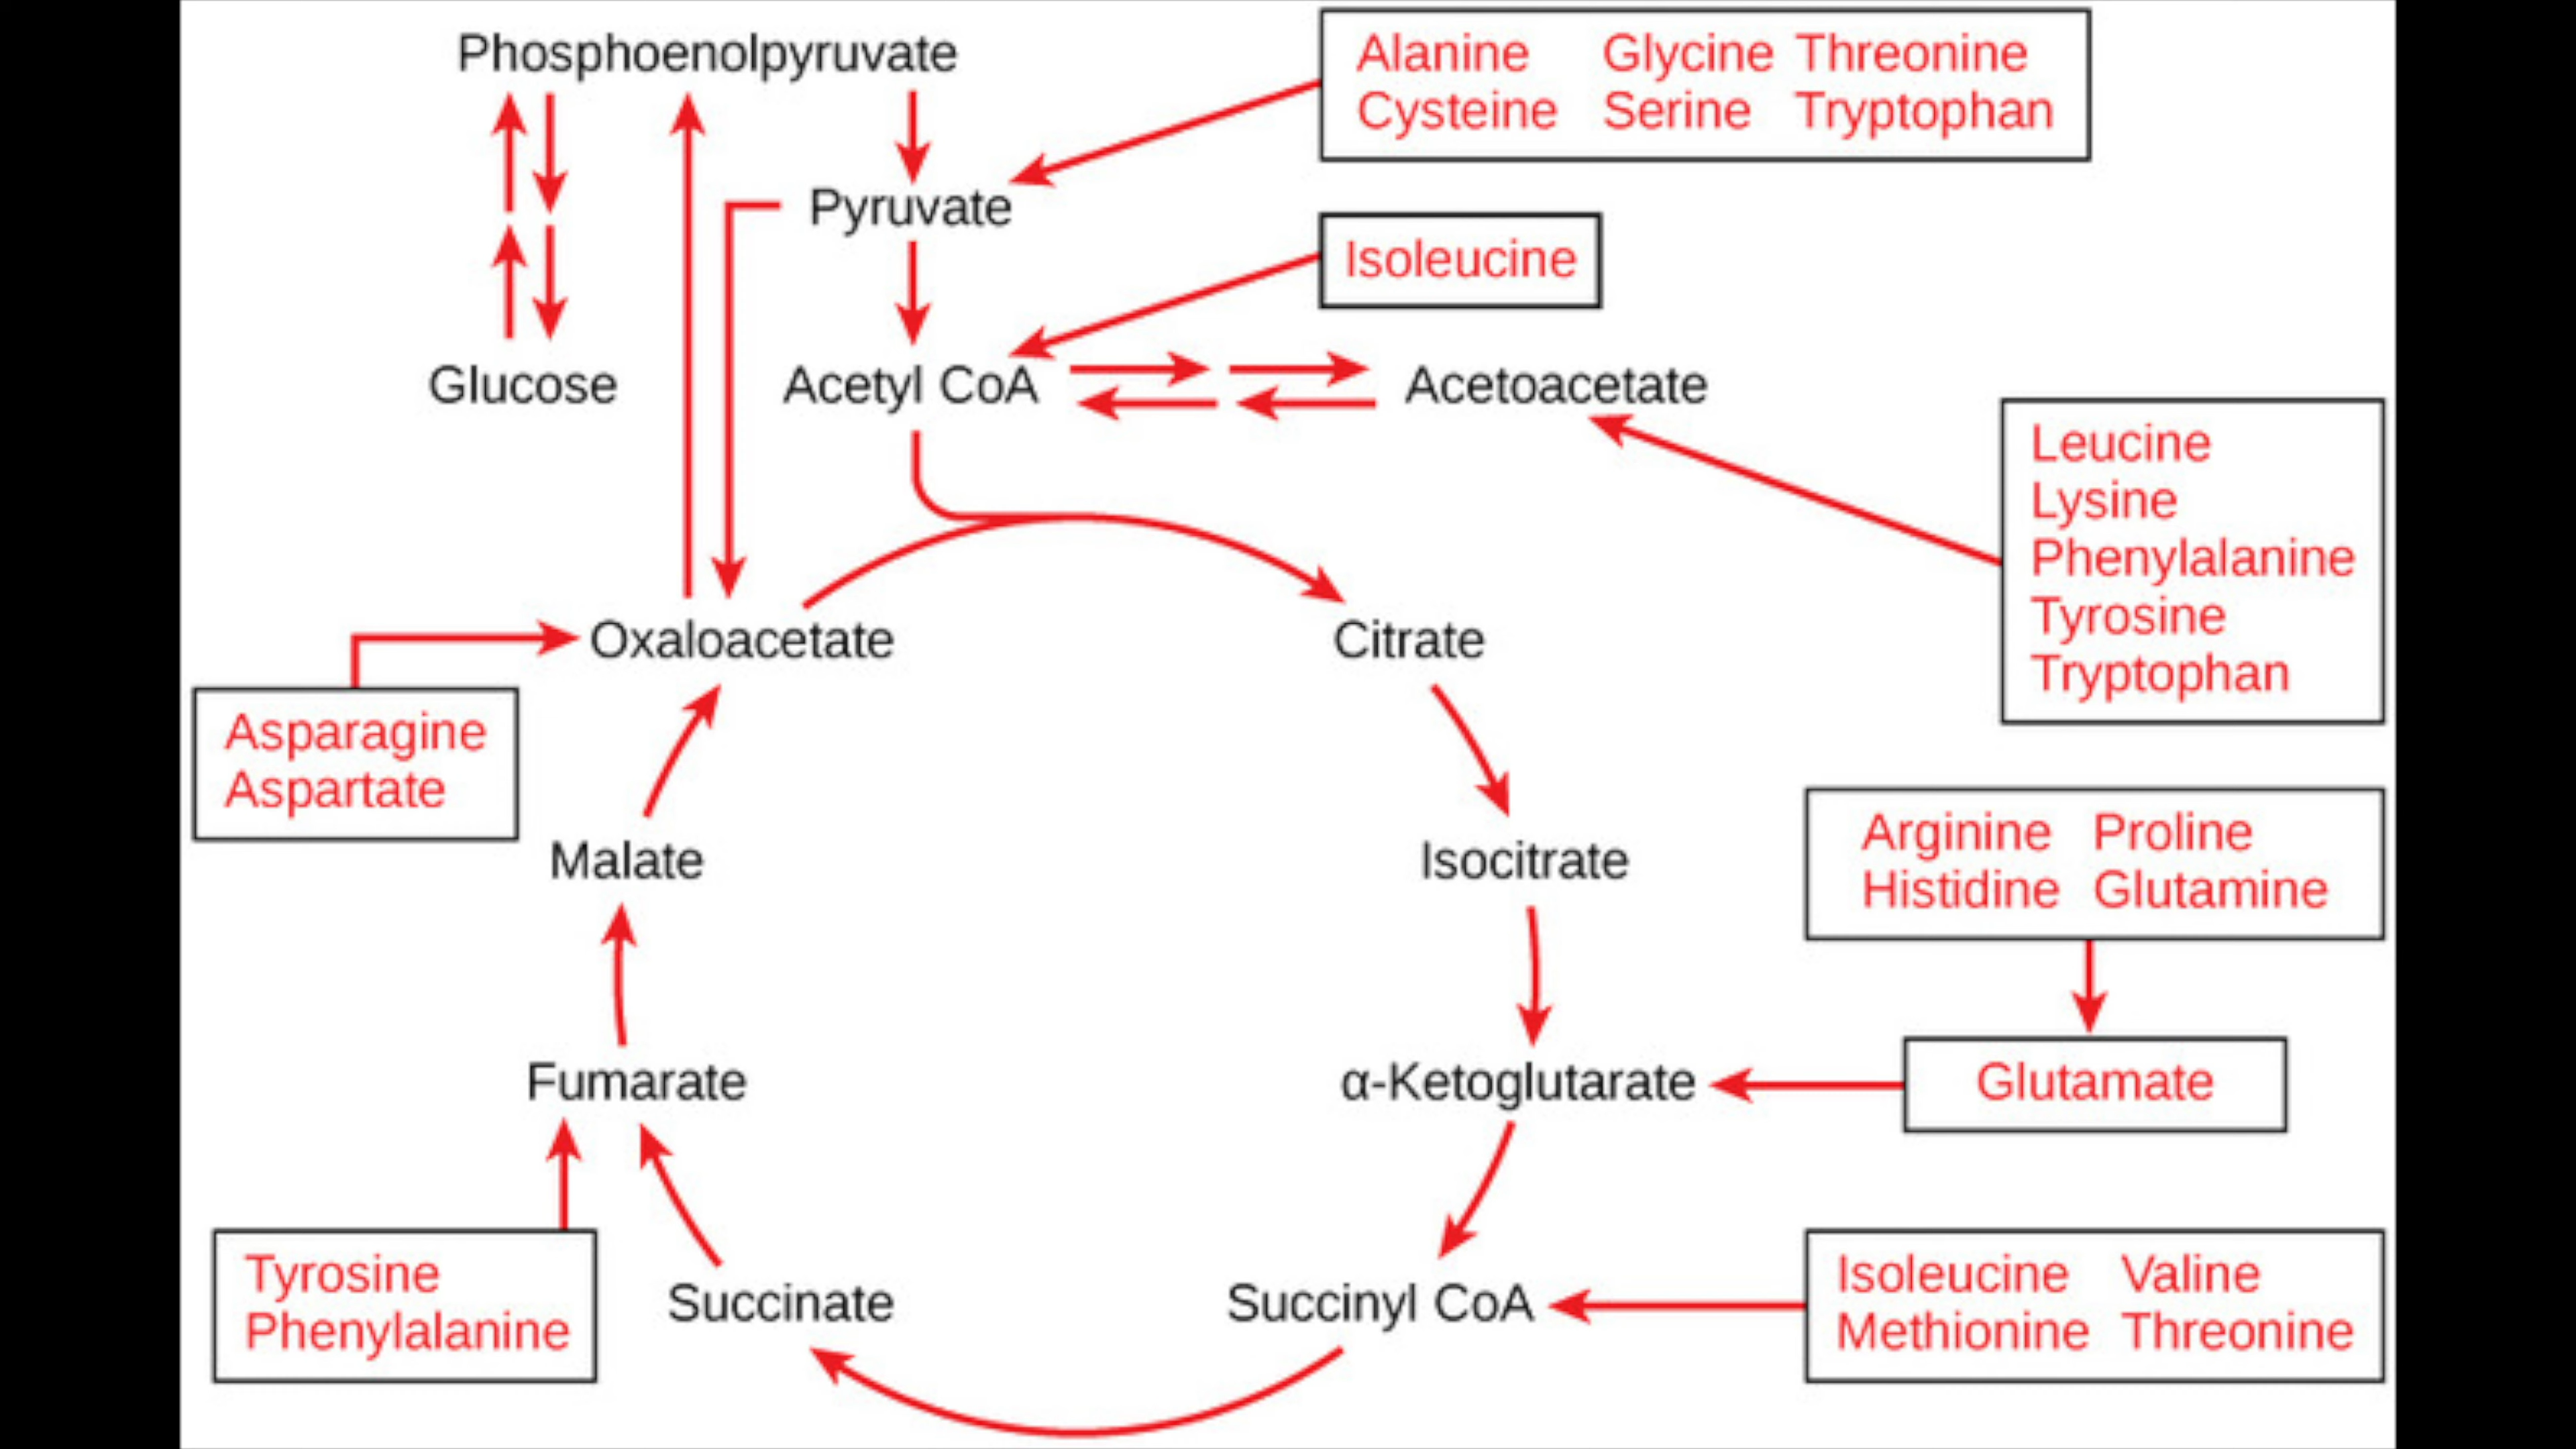 Phosphoenolpyruvate
Alanine Glycine Threonine
Cysteine Serine Tryptophan
Pyruvate
Isoleucine
Glucose
Acetyl CoA
Acetoacetate
Leucine
Lysine
Phenylalanine
Tyrosine
Tryptophan
Oxaloacetate
Citrate
Asparagine
Aspartate
Malate
Isocitrate
Arginine Proline
Histidine Glutamine
Fumarate
α-Ketoglutarate
Glutamate
Tyrosine
Phenylalanine
Succinate
Succinyl CoA
Isoleucine Valine
Methionine Threonine